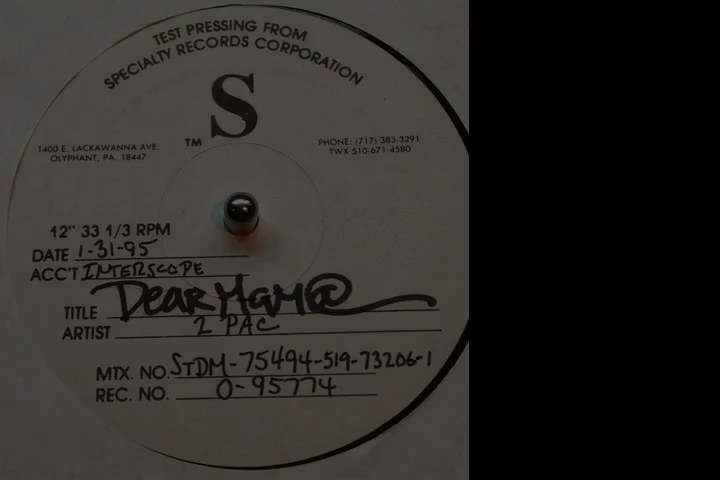 TEST PRESSING FROM
SPECIALTY RECORDS CORPORATION
S
TM
1400 E. LACKAWANNA AVE.
OLYPHANT, PA. 18447
PHONE: (717) 383-3291
TWX 510-671-4580
12" 33 1/3 RPM
DATE 1-31-95
ACC'T INTERSCOPE
TITLE DEAR MAM@
ARTIST 2 PAC
MTX. NO. STDM-75494-519-73206-1
REC. NO. 0-95774